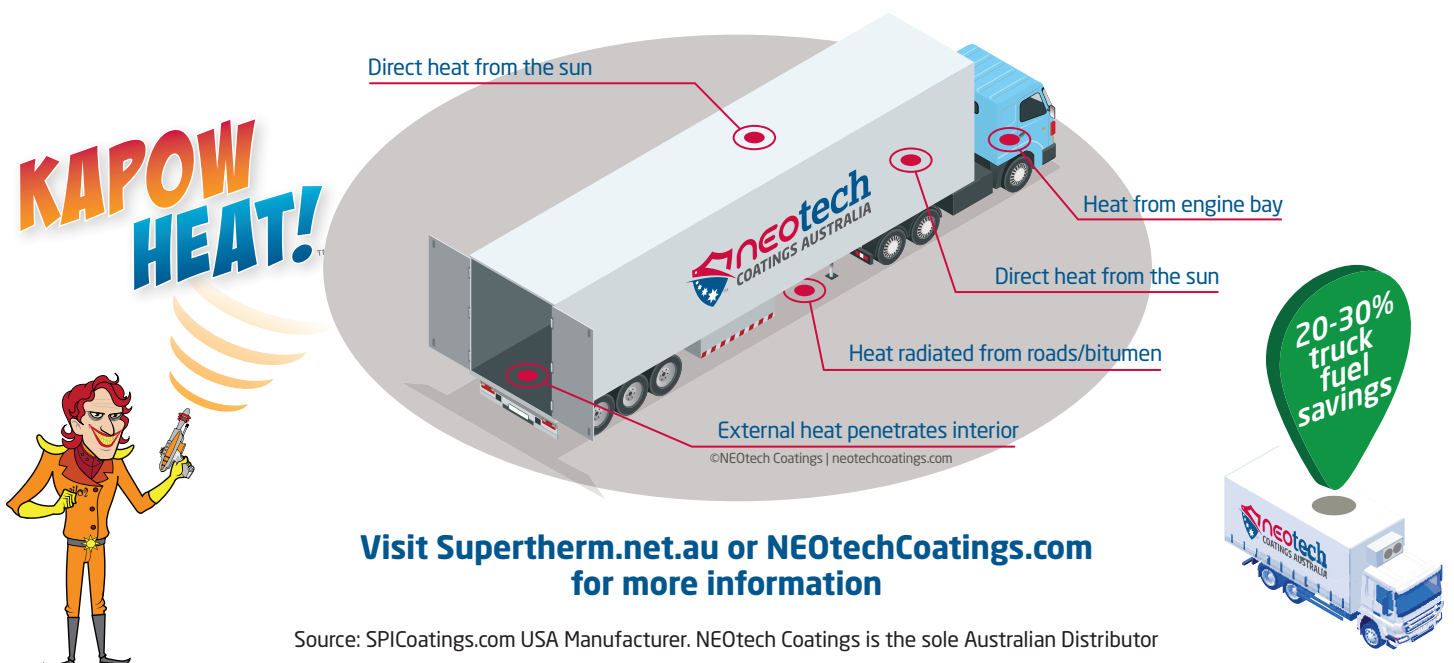 Direct heat from the sun
KAPOW
HEAT!
TM
neotech
COATINGS AUSTRALIA
Heat from engine bay
Direct heat from the sun
Heat radiated from roads/bitumen
External heat penetrates interior
©NEOtech Coatings | neotechcoatings.com
20-30%
truck
fuel
savings
neotech
COATINGS AUSTRALIA
Visit Supertherm.net.au or NEOtechCoatings.com
for more information
Source: SPICoatings.com USA Manufacturer. NEOtech Coatings is the sole Australian Distributor